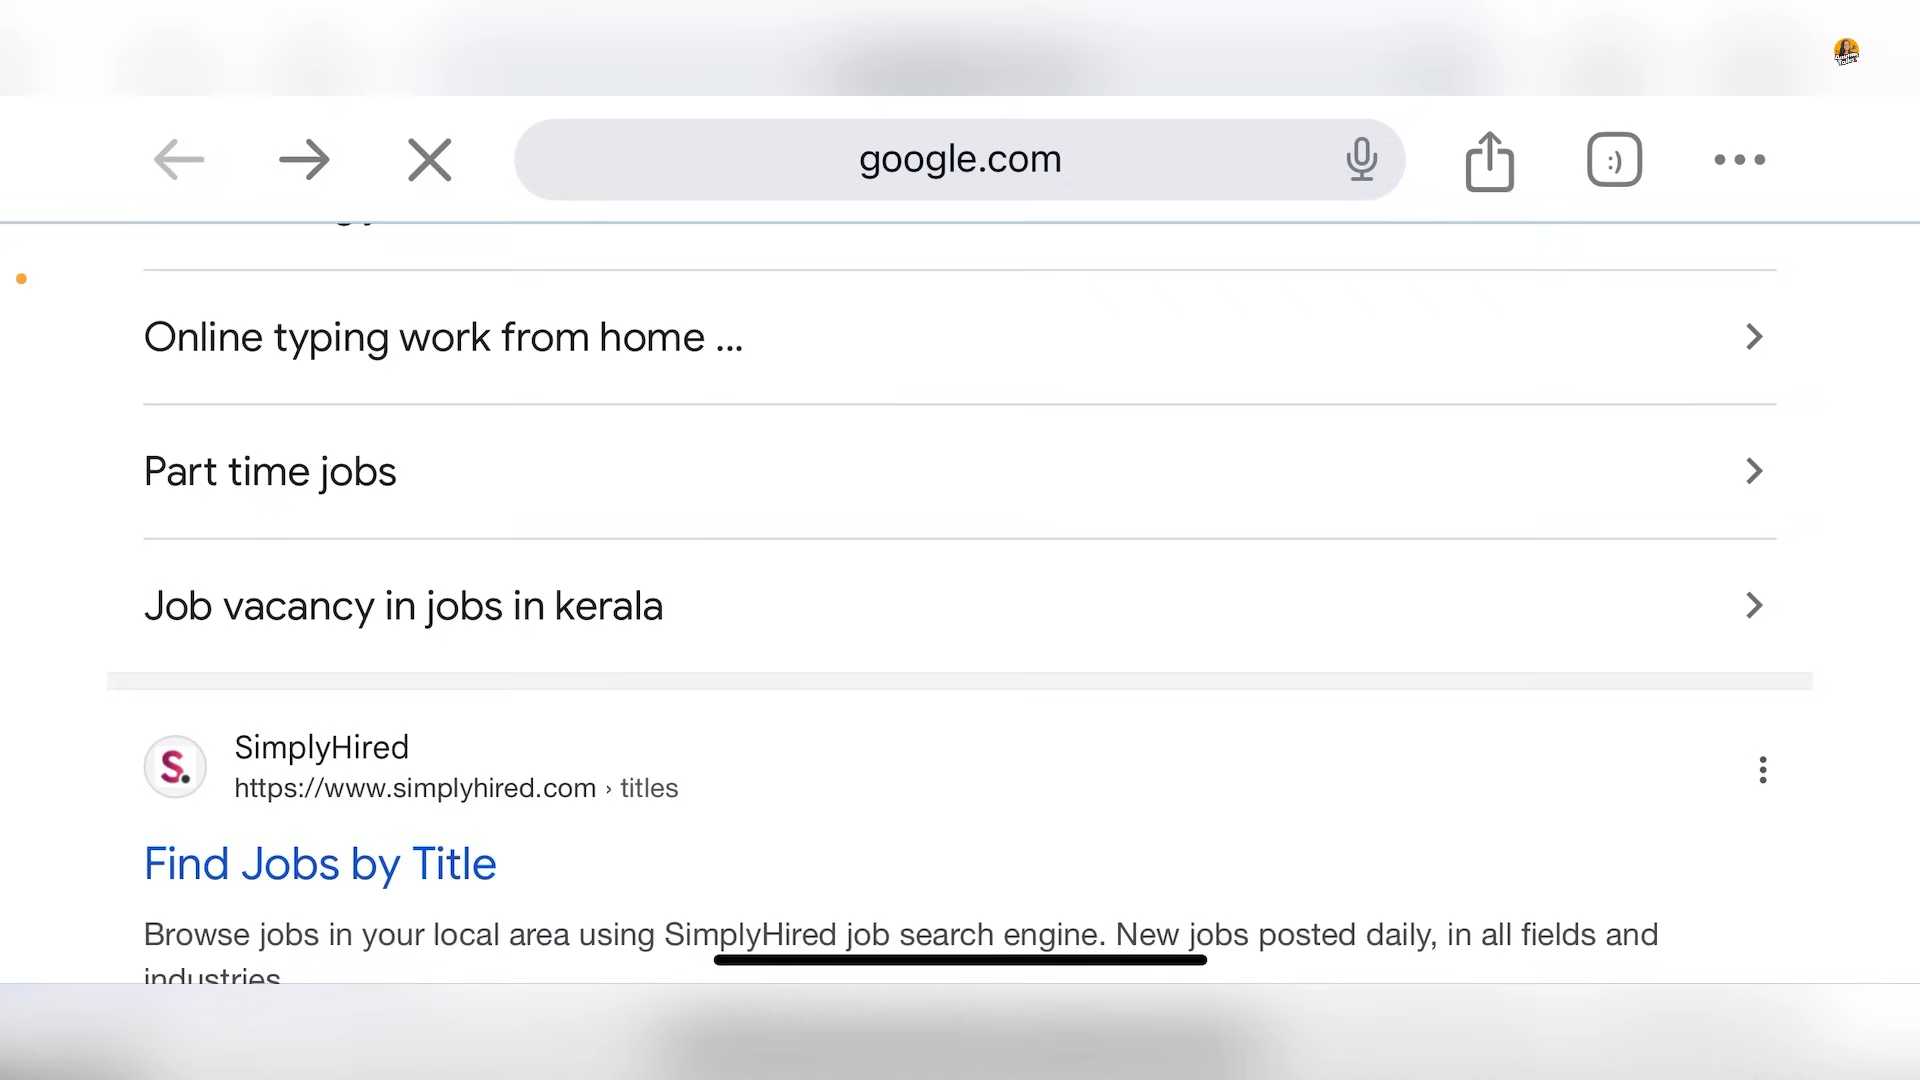 google.com
:)
Online typing work from home ...
Part time jobs
Job vacancy in jobs in kerala
S.
SimplyHired
https://www.simplyhired.com › titles
Find Jobs by Title
Browse jobs in your local area using SimplyHired job search engine. New jobs posted daily, in all fields and
industries.